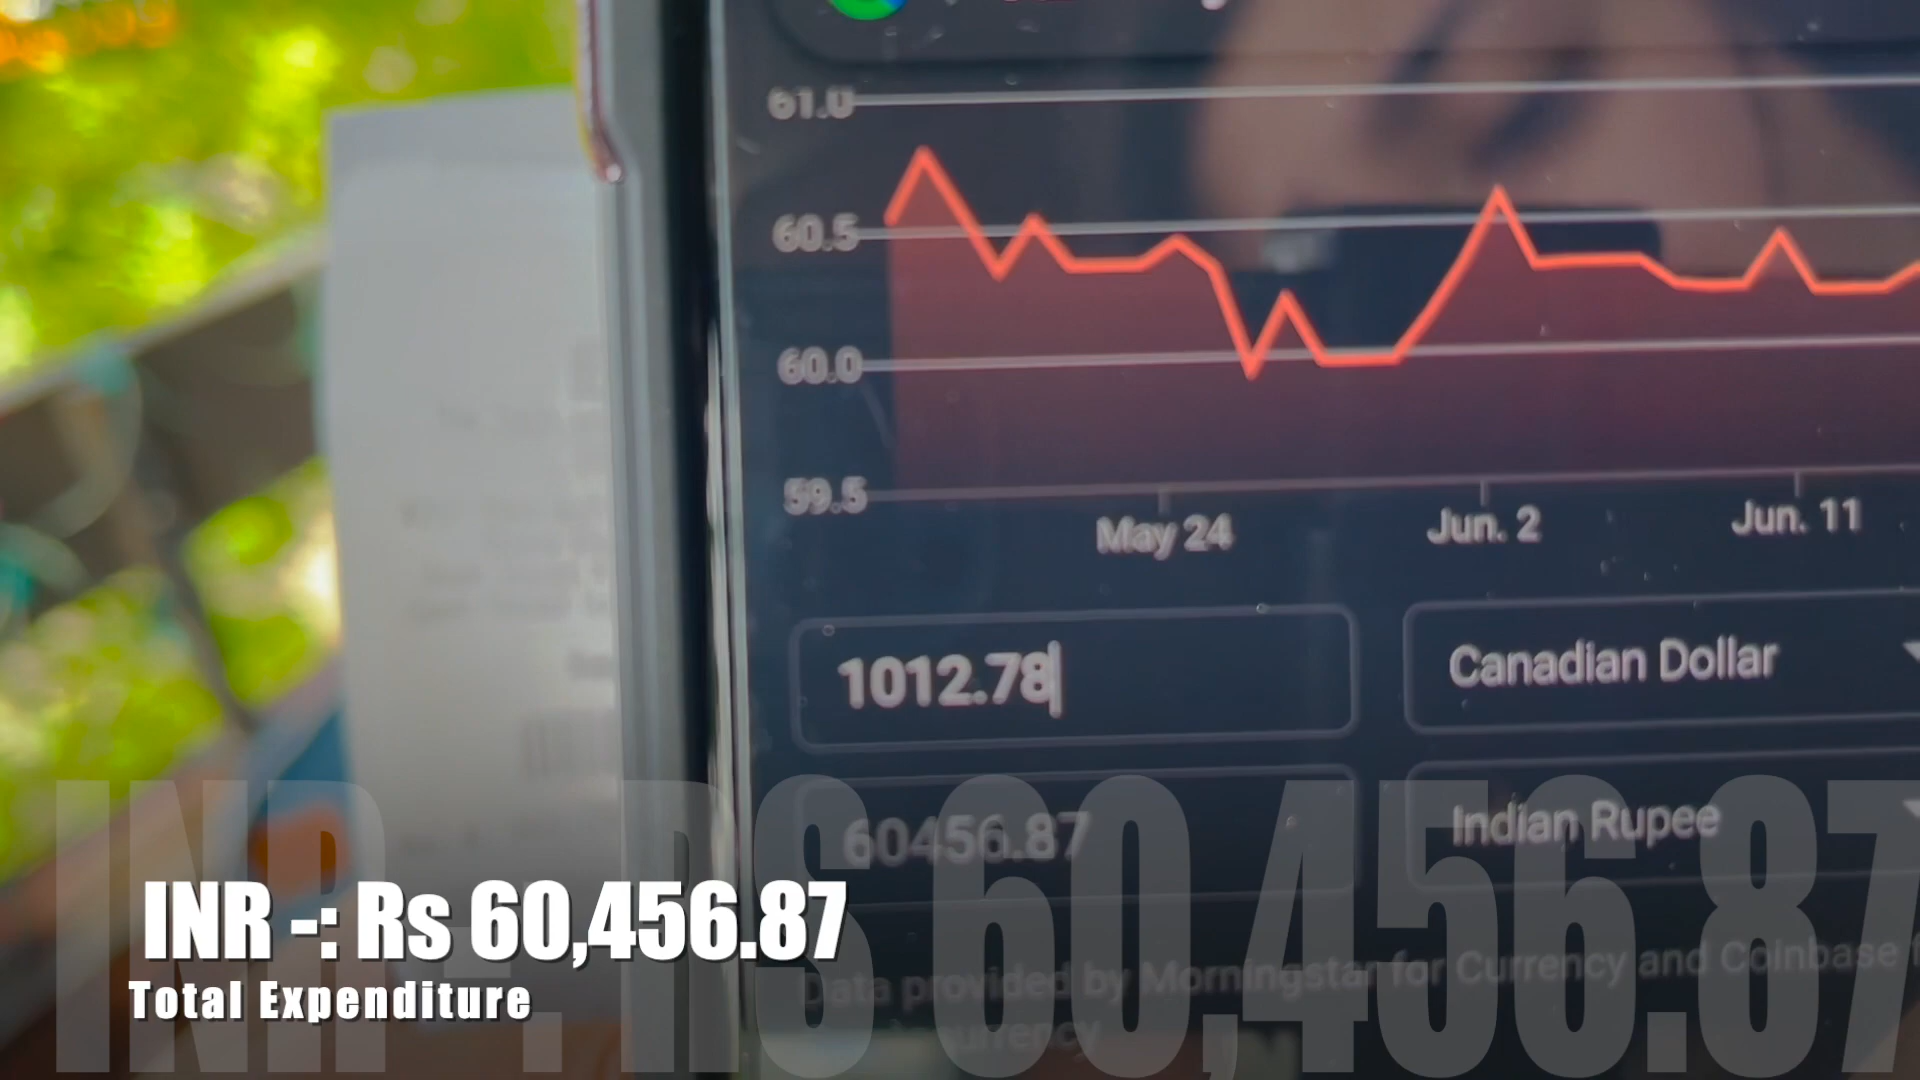 61.0
60.5
60.0
59.5
May 24
Jun. 2
Jun. 11
1012.78
Canadian Dollar
60456.87
Indian Rupee
INR -: Rs 60,456.87
INR -: Rs 60,456.87
Total Expenditure
Data provided by Morningstar for Currency and Coinbase
currency